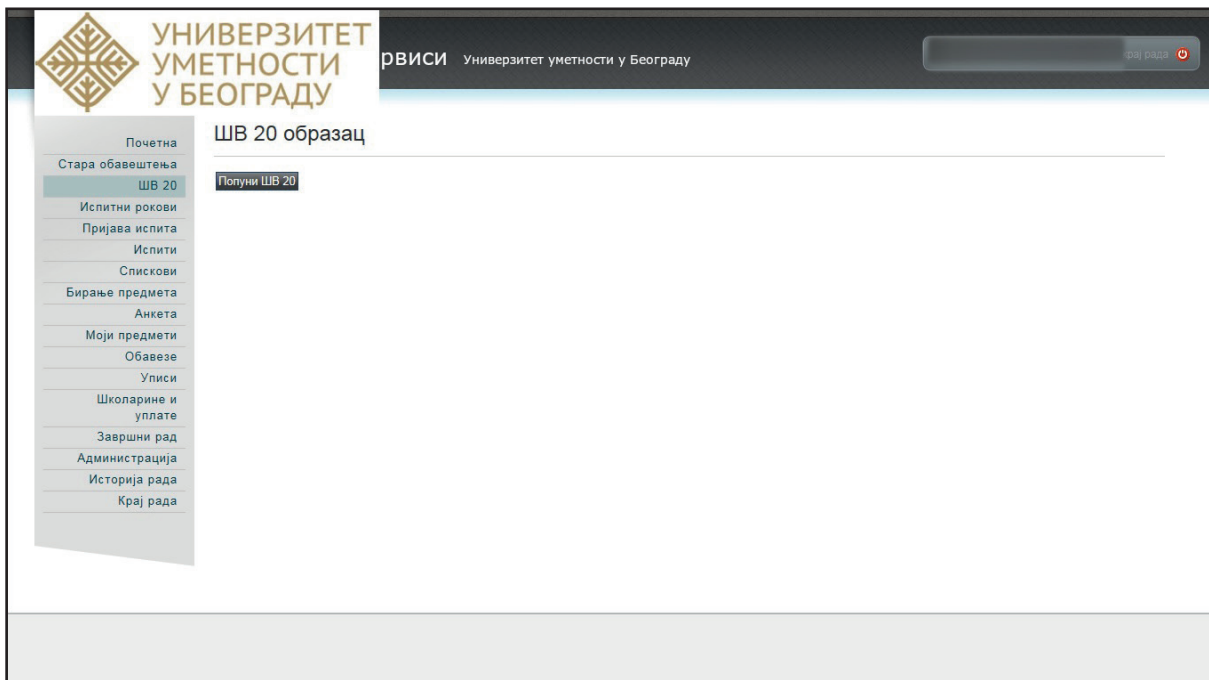 УНИВЕРЗИТЕТ
УМЕТНОСТИ
У БЕОГРАДУ
рвиси Универзитет уметности у Београду
крај рада
ШВ 20 образац
Попуни ШВ 20
Почетна
Стара обавештења
ШВ 20
Испитни рокови
Пријава испита
Испити
Спискови
Бирање предмета
Анкета
Моји предмети
Обавезе
Уписи
Школарине и
уплате
Завршни рад
Администрација
Историја рада
Крај рада